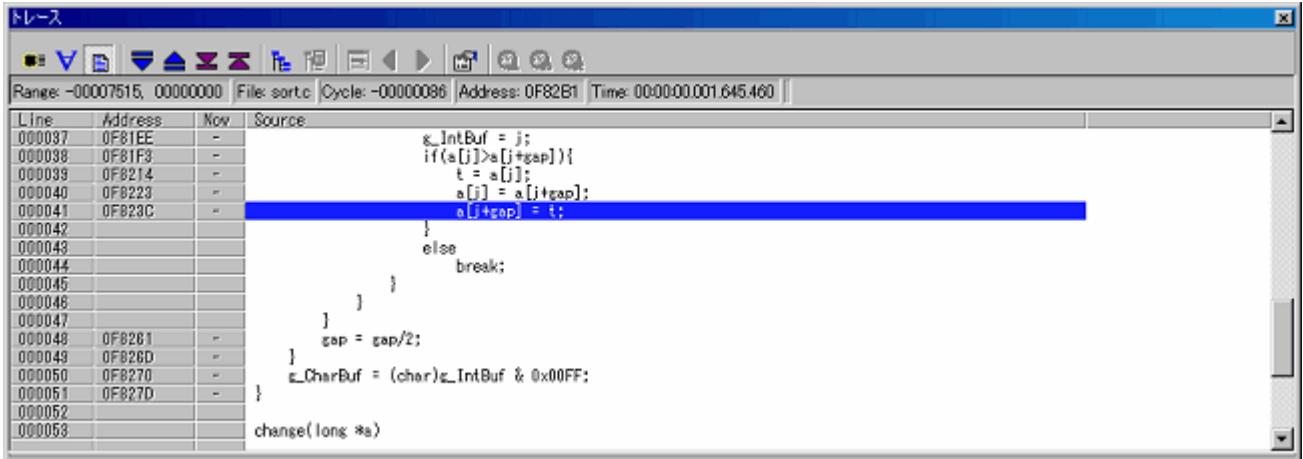 トレース
Range: -00007515, 00000000 File: sort.c Cycle: -00000086 Address: 0F82B1 Time: 00:00:00.001.645.460
Line Address Now Source
000037 0F81EE - g_IntBuf = j;
000038 0F81F3 - if(a[j]>a[j+gap]){
000039 0F8214 - t = a[j];
000040 0F8223 - a[j] = a[j+gap];
000041 0F823C - a[j+gap] = t;
000042 }
000043 else
000044 break;
000045 }
000046 }
000047 }
000048 0F8261 - gap = gap/2;
000049 0F826D - }
000050 0F8270 - g_CharBuf = (char)g_IntBuf & 0x00FF;
000051 0F827D - }
000052
000053 change(long *a)